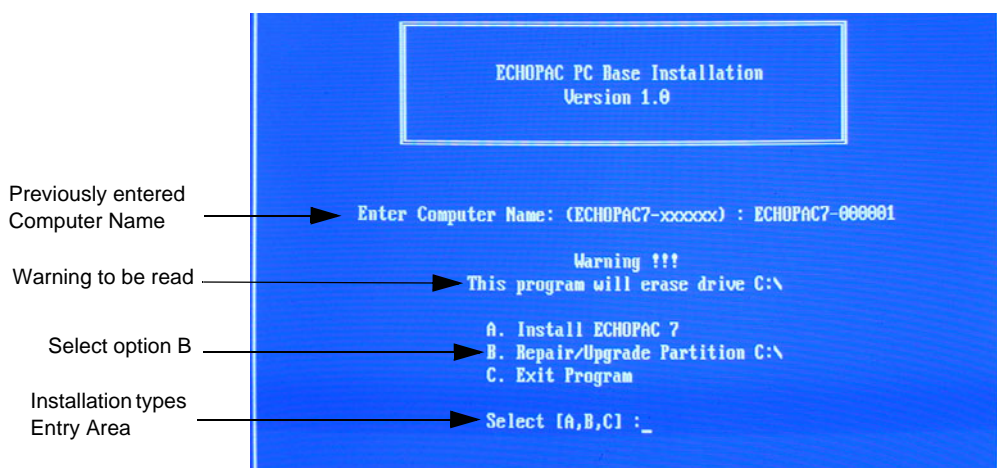 ECHOPAC PC Base Installation
Version 1.0
Previously entered
Computer Name
Enter Computer Name: (ECHOPAC7-xxxxxx) : ECHOPAC7-000001
Warning !!!
Warning to be read
This program will erase drive C:\
A. Install ECHOPAC 7
Select option B
B. Repair/Upgrade Partition C:\
C. Exit Program
Installation types
Entry Area
Select [A,B,C] :_